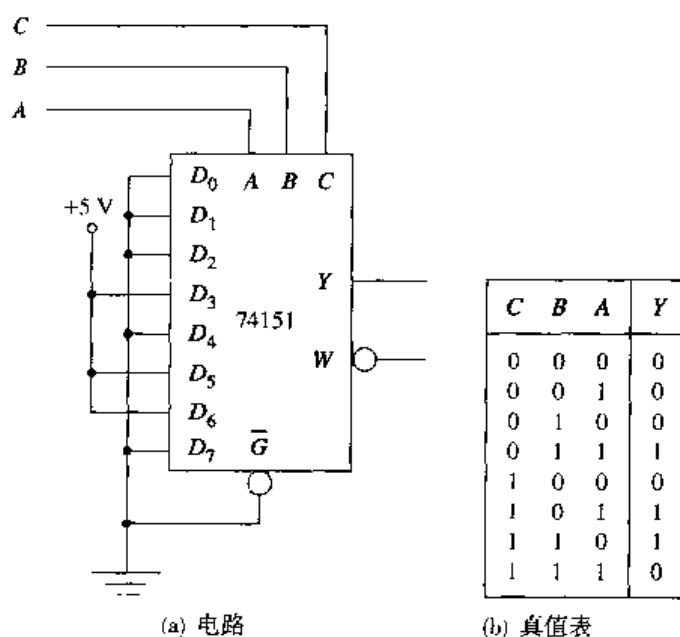 C
B
A
D₀ A B C
+5 V
D₁
D₂
Y
D₃
74151
D₄
W
D₅
D₆
D₇ G̅
C B A Y
0 0 0 0
0 0 1 0
0 1 0 0
0 1 1 1
1 0 0 0
1 0 1 1
1 1 0 1
1 1 1 0
(a) 电路
(b) 真值表